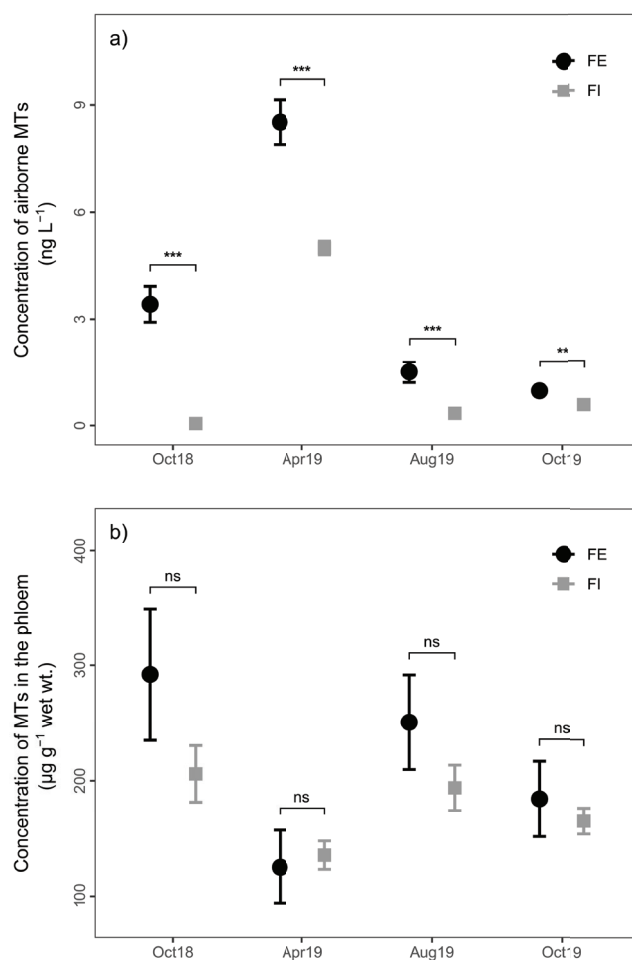 a)
FE
FI
Concentration of airborne MTs
(ng L⁻¹)
9
6
3
0
***
***
***
**
Oct18
Apr19
Aug19
Oct19
b)
FE
FI
Concentration of MTs in the phloem
(µg g⁻¹ wet wt.)
400
300
200
100
ns
ns
ns
ns
Oct18
Apr19
Aug19
Oct19